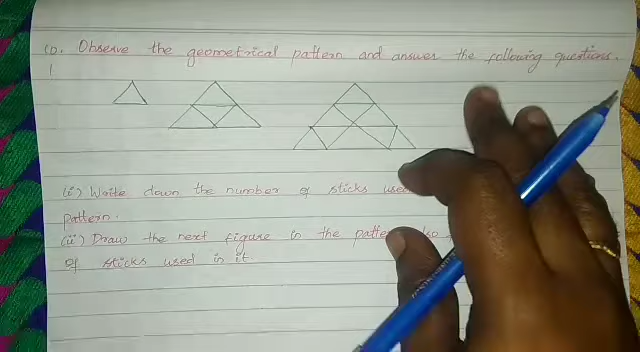 10. Observe the geometrical pattern and answer the following questions.
(i) Write down the number of sticks used
pattern.
(ii) Draw the next figure in the
of sticks used in it.